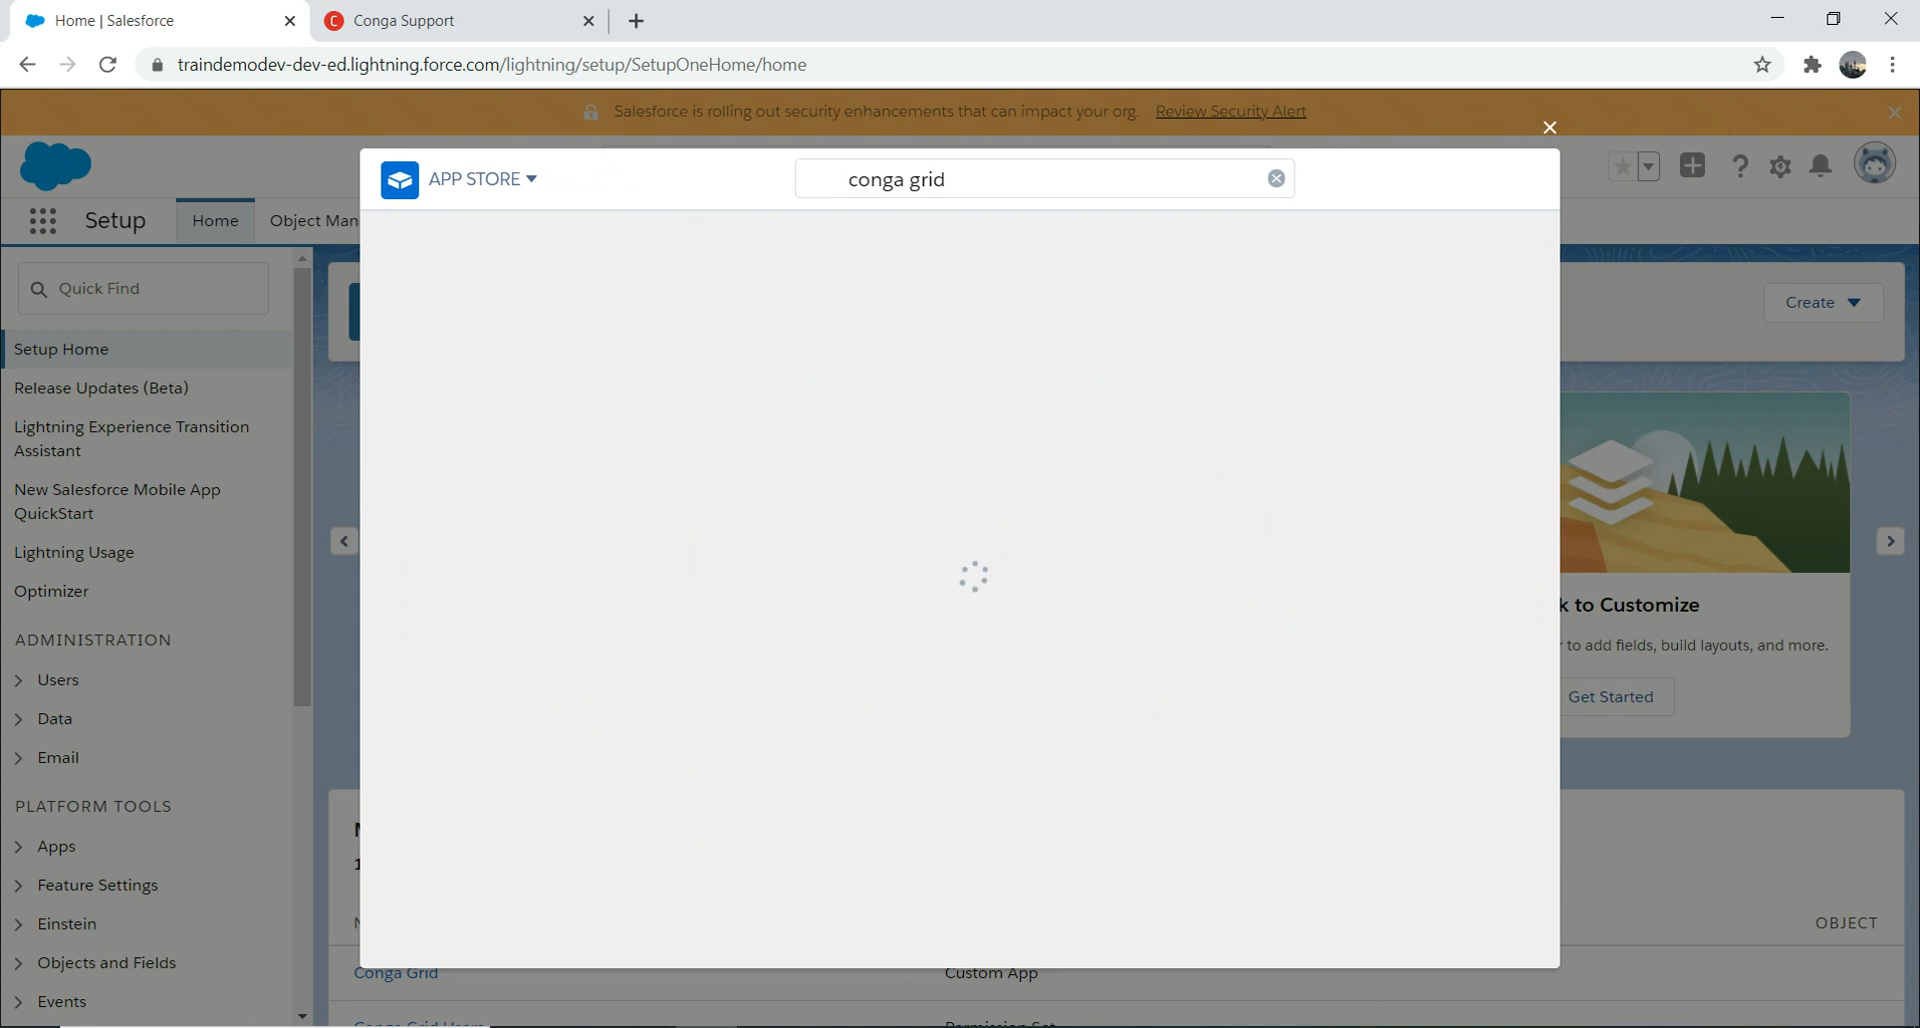 Home | Salesforce
Conga Support
traindemodev-dev-ed.lightning.force.com/lightning/setup/SetupOneHome/home
Salesforce is rolling out security enhancements that can impact your org. Review Security Alert
APP STORE
conga grid
Setup
Home
Object Man
Quick Find
Create
Setup Home
Release Updates (Beta)
Lightning Experience Transition
Assistant
New Salesforce Mobile App
QuickStart
Lightning Usage
Optimizer
ADMINISTRATION
Users
Data
Email
PLATFORM TOOLS
Apps
Feature Settings
Einstein
Objects and Fields
Events
k to Customize
to add fields, build layouts, and more.
Get Started
OBJECT
Conga Grid
Custom App